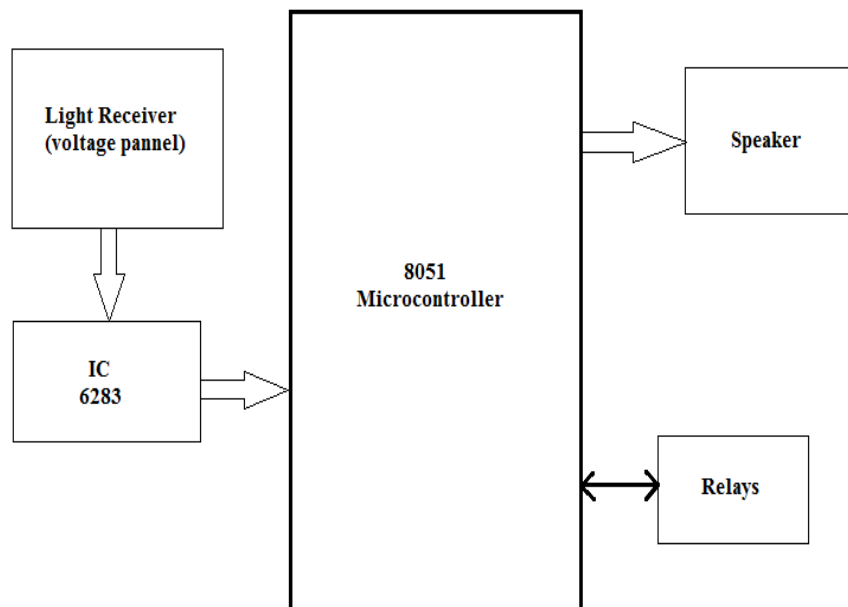 Light Receiver
(voltage pannel)
IC
6283
8051
Microcontroller
Speaker
Relays